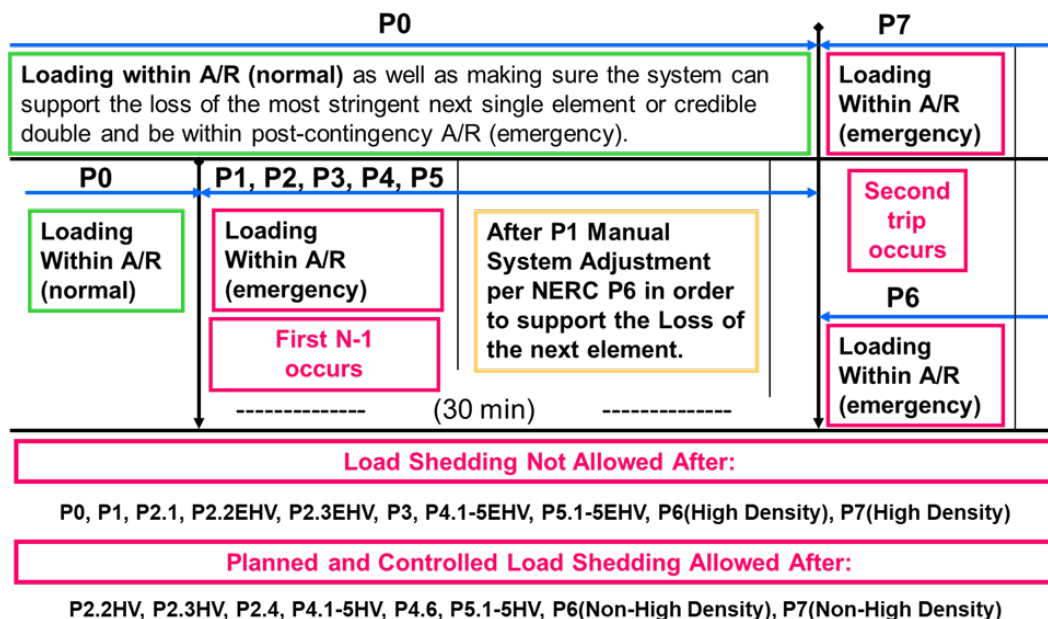 P0
P7
Loading within A/R (normal) as well as making sure the system can
support the loss of the most stringent next single element or credible
double and be within post-contingency A/R (emergency).
Loading
Within A/R
(emergency)
P0
P1, P2, P3, P4, P5
Loading
Within A/R
(normal)
Loading
Within A/R
(emergency)
First N-1
occurs
After P1 Manual
System Adjustment
per NERC P6 in order
to support the Loss of
the next element.
Second
trip
occurs
P6
Loading
Within A/R
(emergency)
-------------- (30 min) --------------
Load Shedding Not Allowed After:
P0, P1, P2.1, P2.2EHV, P2.3EHV, P3, P4.1-5EHV, P5.1-5EHV, P6(High Density), P7(High Density)
Planned and Controlled Load Shedding Allowed After:
P2.2HV, P2.3HV, P2.4, P4.1-5HV, P4.6, P5.1-5HV, P6(Non-High Density), P7(Non-High Density)